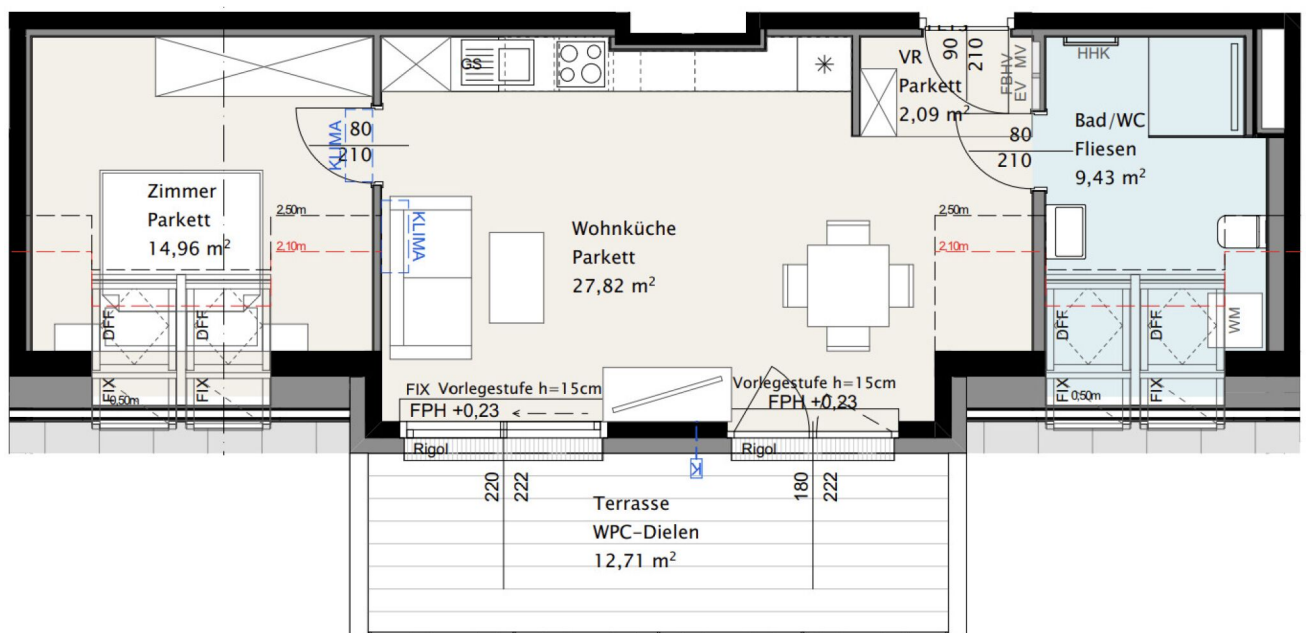 GS
90
210
FBHV
EV MV
VR
Parkett
2,09 m²
HHK
KLIMA
80
210
80
210
Bad/WC
Fliesen
9,43 m²
Zimmer
Parkett
14,96 m²
2,50m
2,10m
KLIMA
Wohnküche
Parkett
27,82 m²
2,50m
2,10m
DFF
DFF
DFF
DFF
WM
FIX
FIX
0,50m
FIX Vorlegestufe h=15cm
FPH +0,23
Vorlegestufe h=15cm
FPH +0,23
FIX
FIX
0,50m
Rigol
K
Rigol
220
222
180
222
Terrasse
WPC-Dielen
12,71 m²